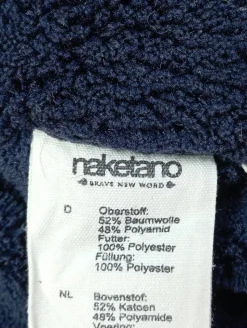 naketano
BRAVE NEW WORD
D Oberstoff:
52% Baumwolle
48% Polyamid
Futter:
100% Polyester
Füllung:
100% Polyester
NL Bovenstof:
52% Katoen
48% Polyamide
Voering: